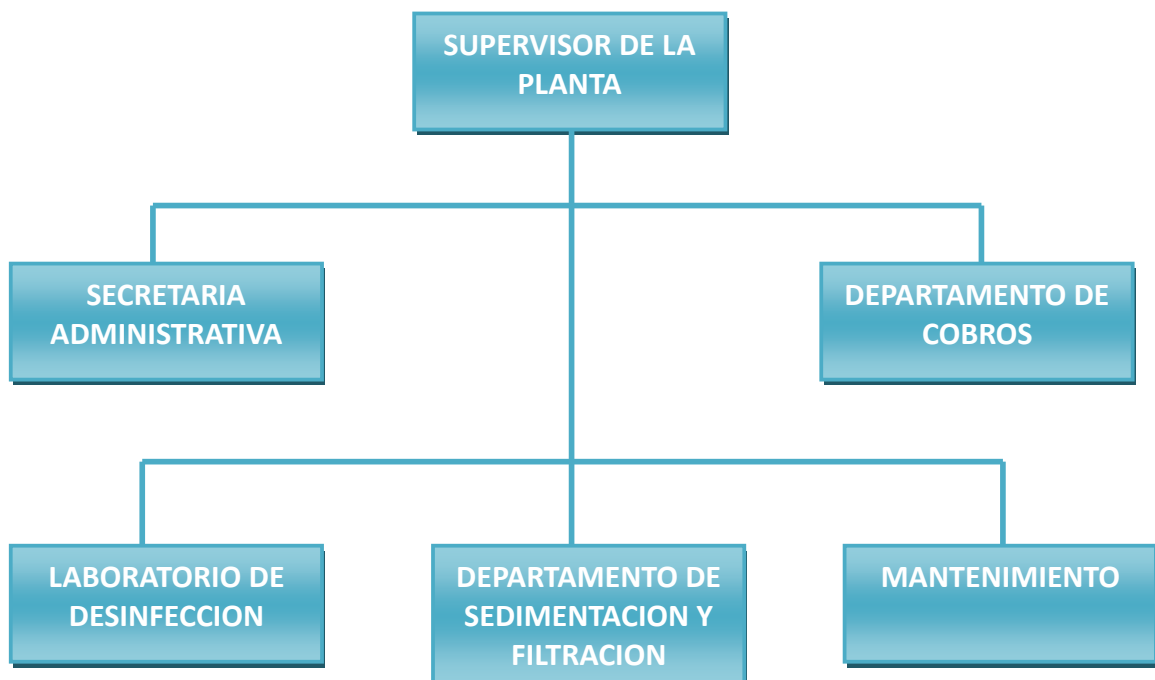 SUPERVISOR DE LA
PLANTA
SECRETARIA
ADMINISTRATIVA
DEPARTAMENTO DE
COBROS
LABORATORIO DE
DESINFECCION
DEPARTAMENTO DE
SEDIMENTACION Y
FILTRACION
MANTENIMIENTO